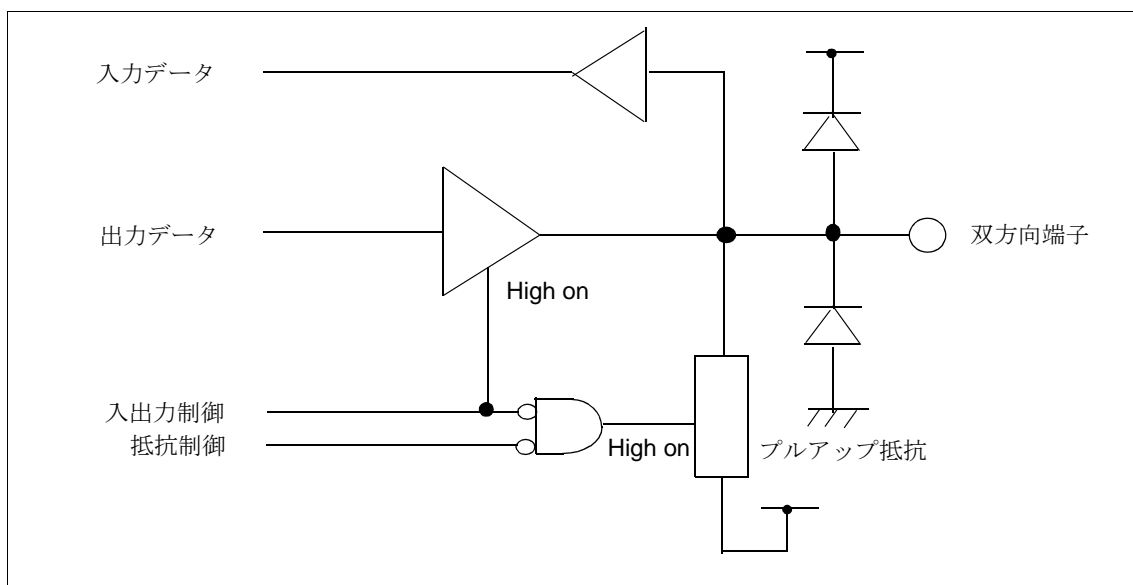 入力データ
出力データ
双方向端子
High on
入出力制御
抵抗制御
High on
プルアップ抵抗